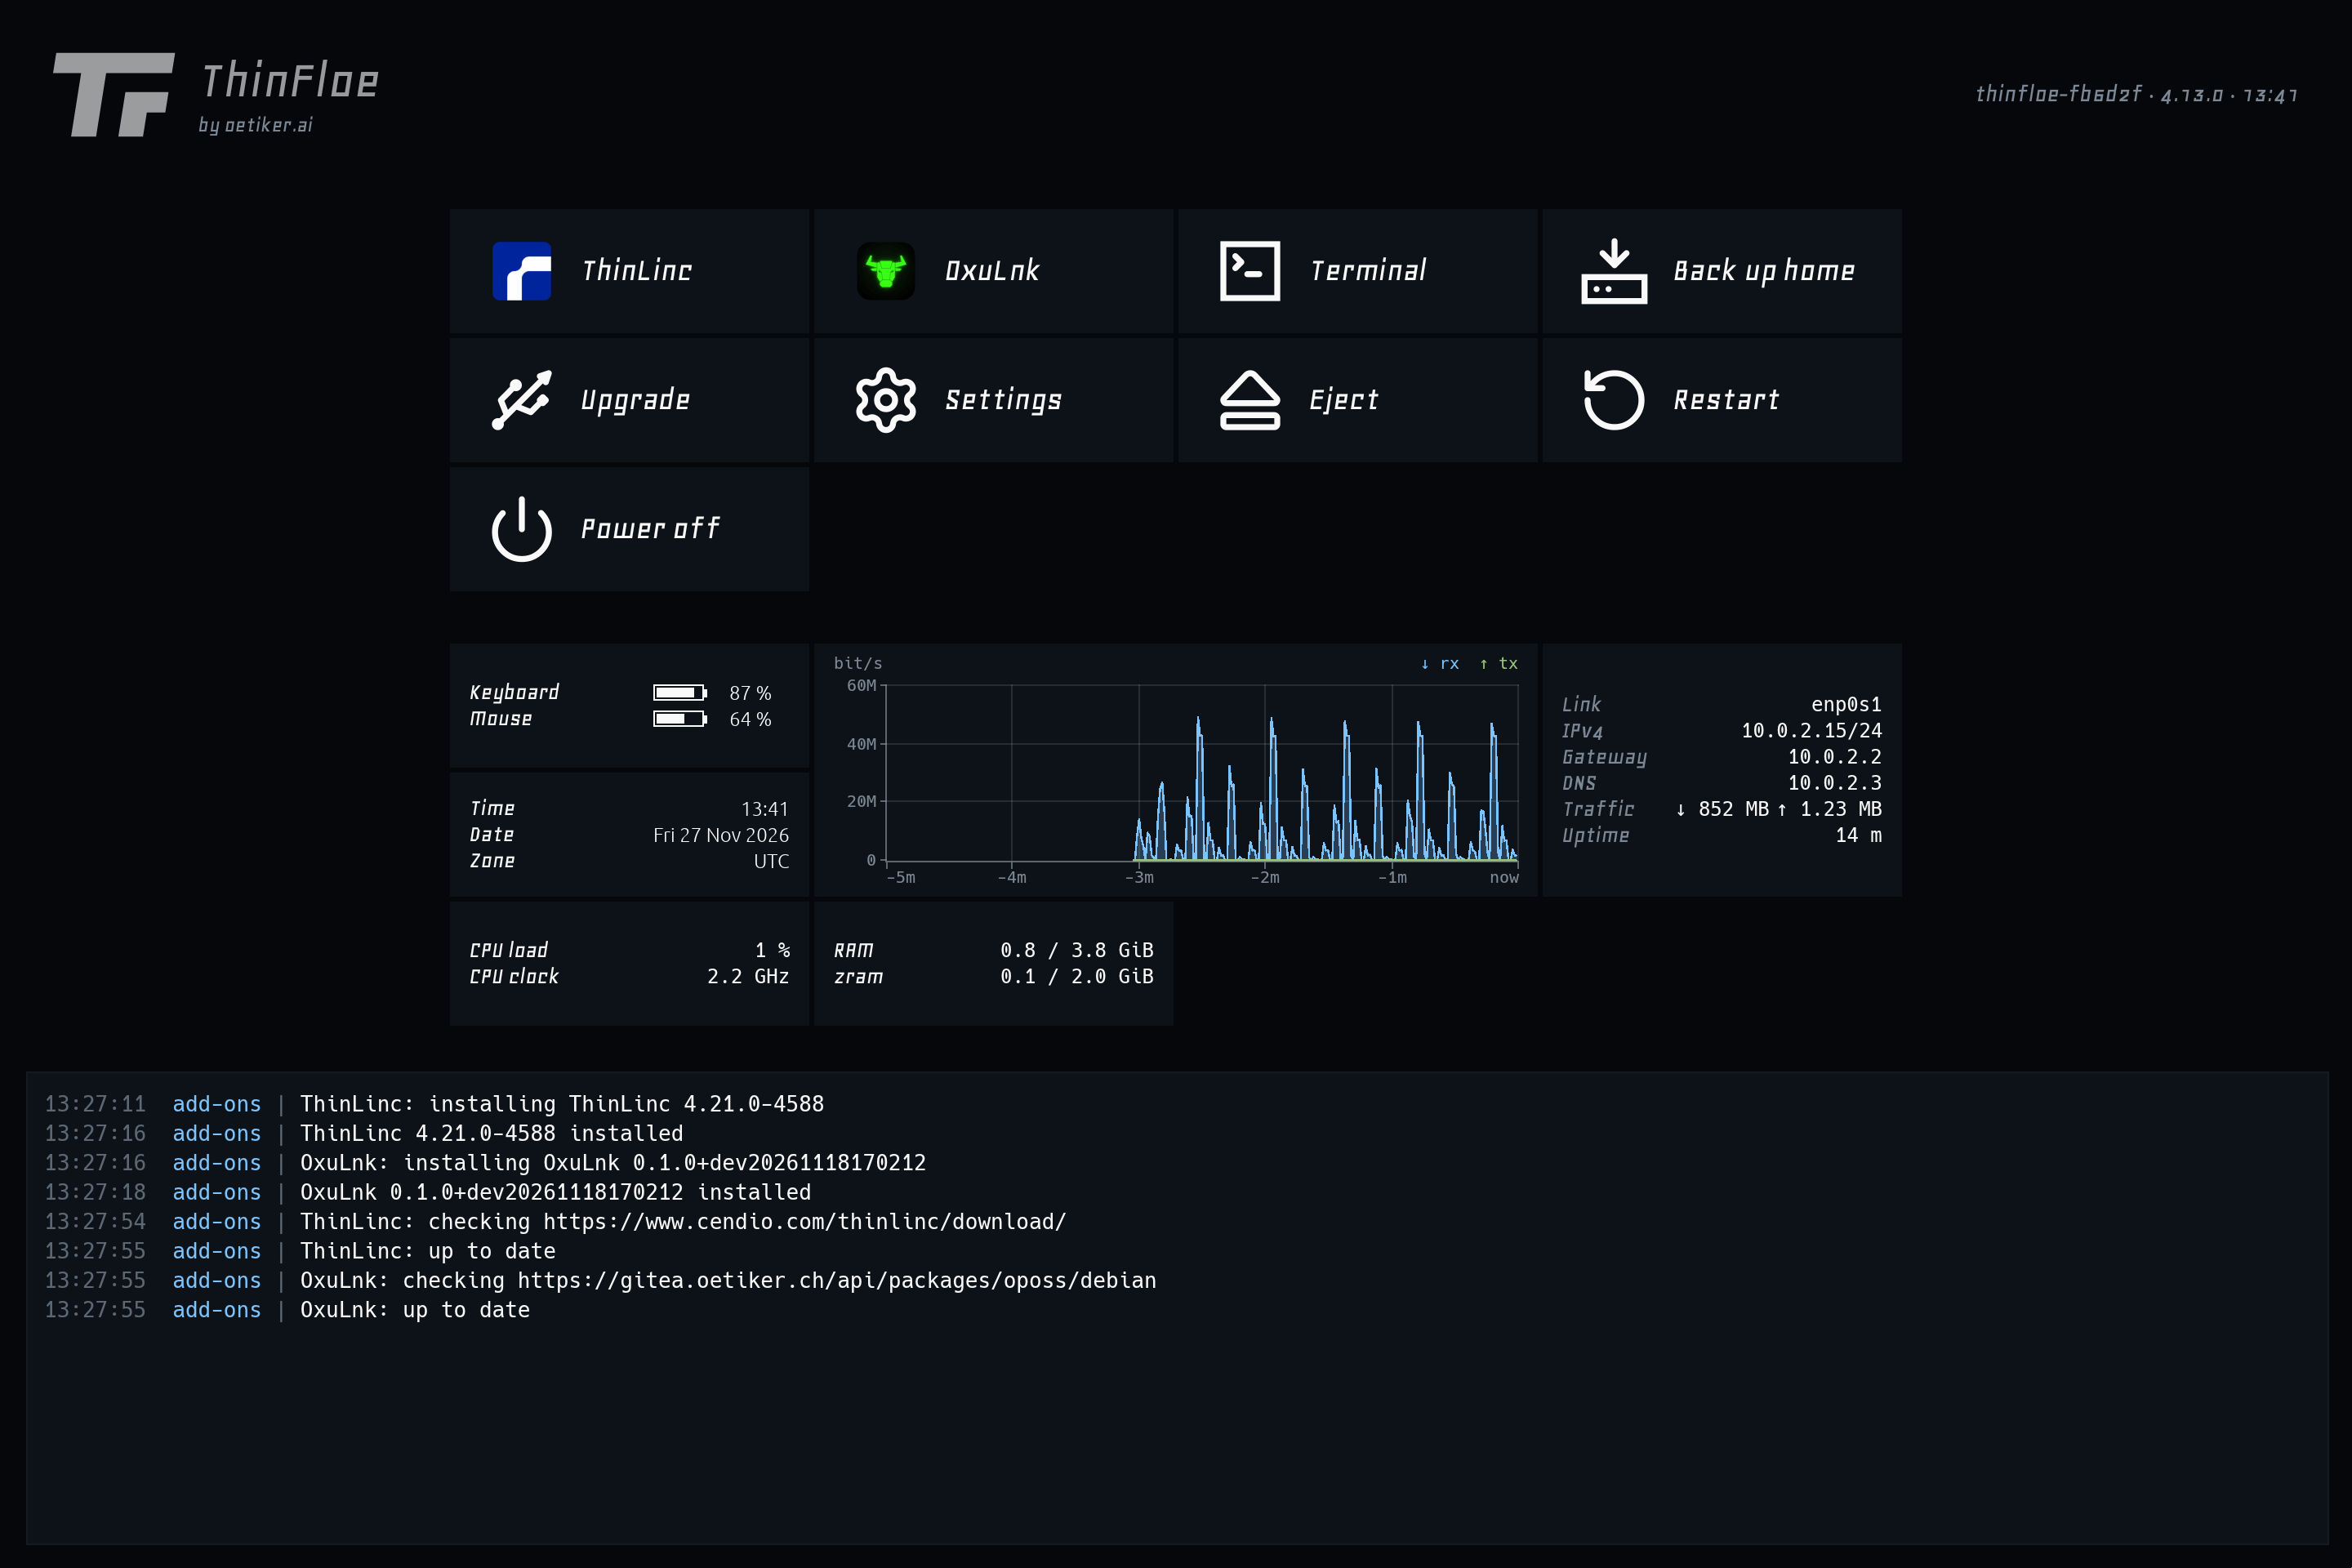 ThinFloe
by oetiker.ai
thinfloe-fb6d2f · 4.13.0 · 13:41
ThinLinc
OxuLnk
Terminal
Back up home
Upgrade
Settings
Eject
Restart
Power off
Keyboard 87 %
Mouse 64 %
bit/s ↓ rx ↑ tx
60M
40M
20M
0
-5m -4m -3m -2m -1m now
Link enp0s1
IPv4 10.0.2.15/24
Gateway 10.0.2.2
DNS 10.0.2.3
Traffic ↓ 852 MB ↑ 1.23 MB
Uptime 14 m
Time 13:41
Date Fri 27 Nov 2026
Zone UTC
CPU load 1 %
CPU clock 2.2 GHz
RAM 0.8 / 3.8 GiB
zram 0.1 / 2.0 GiB
13:27:11 add-ons | ThinLinc: installing ThinLinc 4.21.0-4588
13:27:16 add-ons | ThinLinc 4.21.0-4588 installed
13:27:16 add-ons | OxuLnk: installing OxuLnk 0.1.0+dev20261118170212
13:27:18 add-ons | OxuLnk 0.1.0+dev20261118170212 installed
13:27:54 add-ons | ThinLinc: checking https://www.cendio.com/thinlinc/download/
13:27:55 add-ons | ThinLinc: up to date
13:27:55 add-ons | OxuLnk: checking https://gitea.oetiker.ch/api/packages/oposs/debian
13:27:55 add-ons | OxuLnk: up to date